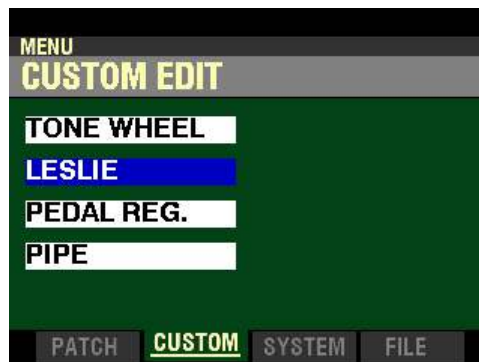 MENU
CUSTOM EDIT
TONE WHEEL
LESLIE
PEDAL REG.
PIPE
PATCH CUSTOM SYSTEM FILE